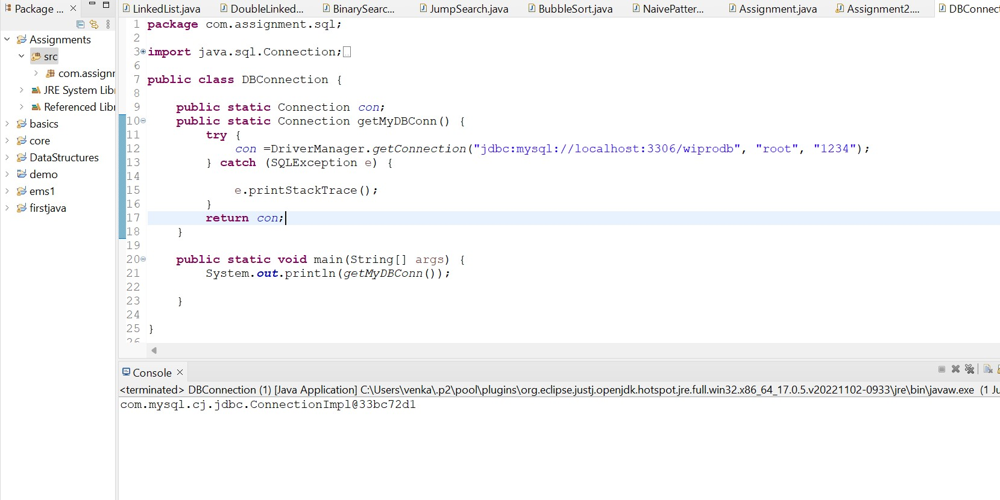 Package ...
LinkedList.java DoubleLinked... BinarySearc... JumpSearch.java BubbleSort.java NaivePatter... Assignment.java Assignment2.... DBConnect
Assignments
src
com.assignr
JRE System Libr
Referenced Libr
basics
core
DataStructures
demo
ems1
firstjava
1 package com.assignment.sql;
2
3 import java.sql.Connection;
6
7 public class DBConnection {
8
9 public static Connection con;
10 public static Connection getMyDBConn() {
11 try {
12 con =DriverManager.getConnection("jdbc:mysql://localhost:3306/wiprodb", "root", "1234");
13 } catch (SQLException e) {
14
15 e.printStackTrace();
16 }
17 return con;
18 }
19
20 public static void main(String[] args) {
21 System.out.println(getMyDBConn());
22
23 }
24
25 }
26
Console
<terminated> DBConnection (1) [Java Application] C:\Users\venka\.p2\pool\plugins\org.eclipse.justj.openjdk.hotspot.jre.full.win32.x86_64_17.0.5.v20221102-0933\jre\bin\javaw.exe (1 Ju
com.mysql.cj.jdbc.ConnectionImpl@33bc72d1